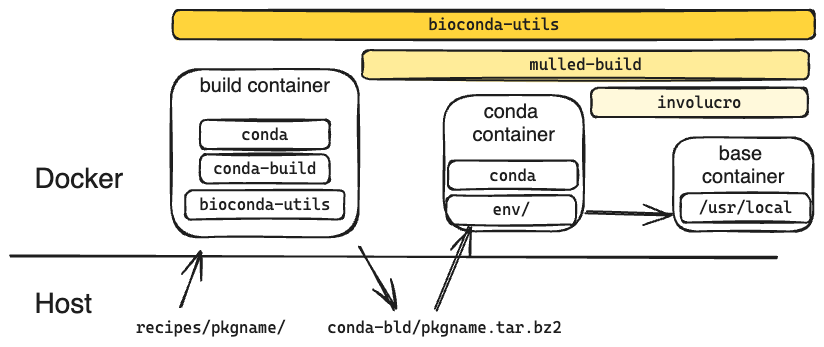 bioconda-utils
mulled-build
involucro
build container
conda
conda-build
bioconda-utils
conda
container
conda
env/
base
container
/usr/local
Docker
Host
recipes/pkgname/
conda-bld/pkgname.tar.bz2